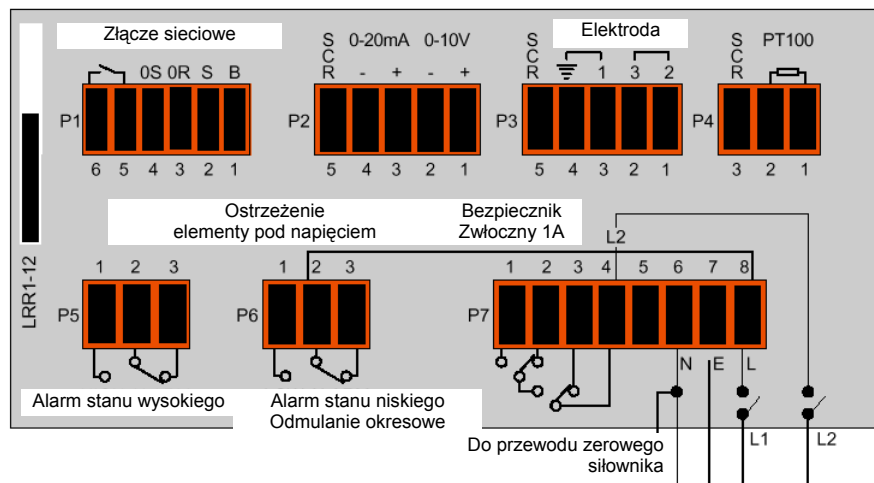 Złącze sieciowe
0S 0R S B
P1
6 5 4 3 2 1
SCR 0-20mA 0-10V
- + - +
P2
5 4 3 2 1
Elektroda
SCR 1 3 2
P3
5 4 3 2 1
SCR PT100
P4
3 2 1
LRR1-12
Ostrzeżenie
elementy pod napięciem
Bezpiecznik
Zwłoczny 1A
L2
1 2 3
P5
Alarm stanu wysokiego
1 2 3
P6
Alarm stanu niskiego
Odmulanie okresowe
1 2 3 4 5 6 7 8
P7
N E L
Do przewodu zerowego
siłownika
L1 L2